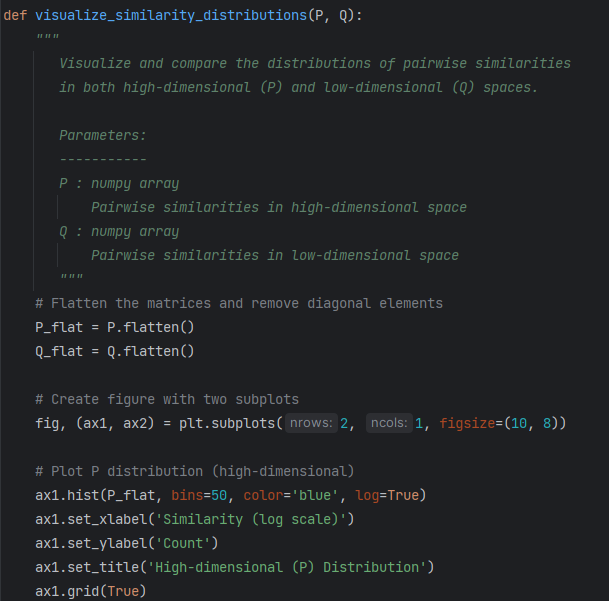 def visualize_similarity_distributions(P, Q):
    """
       Visualize and compare the distributions of pairwise similarities
       in both high-dimensional (P) and low-dimensional (Q) spaces.

       Parameters:
       -----------
       P : numpy array
           Pairwise similarities in high-dimensional space
       Q : numpy array
           Pairwise similarities in low-dimensional space
       """
    # Flatten the matrices and remove diagonal elements
    P_flat = P.flatten()
    Q_flat = Q.flatten()

    # Create figure with two subplots
    fig, (ax1, ax2) = plt.subplots( nrows: 2, ncols: 1, figsize=(10, 8))

    # Plot P distribution (high-dimensional)
    ax1.hist(P_flat, bins=50, color='blue', log=True)
    ax1.set_xlabel('Similarity (log scale)')
    ax1.set_ylabel('Count')
    ax1.set_title('High-dimensional (P) Distribution')
    ax1.grid(True)